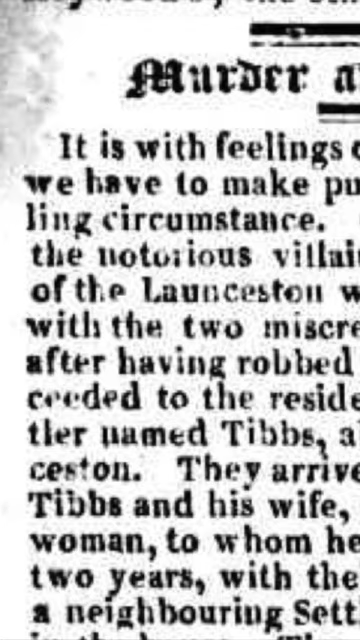 Murder a
It is with feelings
we have to make pu
ling circumstance.
the notorious villai
of the Launceston w
with the two miscre
after having robbed
ceeded to the reside
tler named Tibbs, a
ceston. They arrive
Tibbs and his wife,
woman, to whom he
two years, with the
a neighbouring Sett